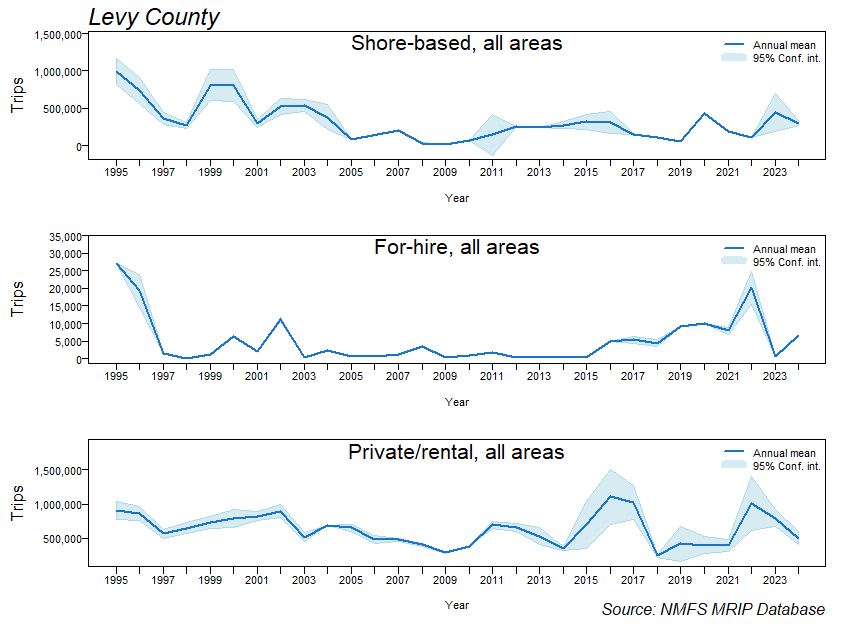 Levy County
Shore-based, all areas
Annual mean
95% Conf. int.
Trips
1,500,000
1,000,000
500,000
0
1995 1997 1999 2001 2003 2005 2007 2009 2011 2013 2015 2017 2019 2021 2023
Year
For-hire, all areas
Annual mean
95% Conf. int.
Trips
35,000
30,000
25,000
20,000
15,000
10,000
5,000
0
1995 1997 1999 2001 2003 2005 2007 2009 2011 2013 2015 2017 2019 2021 2023
Year
Private/rental, all areas
Annual mean
95% Conf. int.
Trips
1,500,000
1,000,000
500,000
1995 1997 1999 2001 2003 2005 2007 2009 2011 2013 2015 2017 2019 2021 2023
Year
Source: NMFS MRIP Database